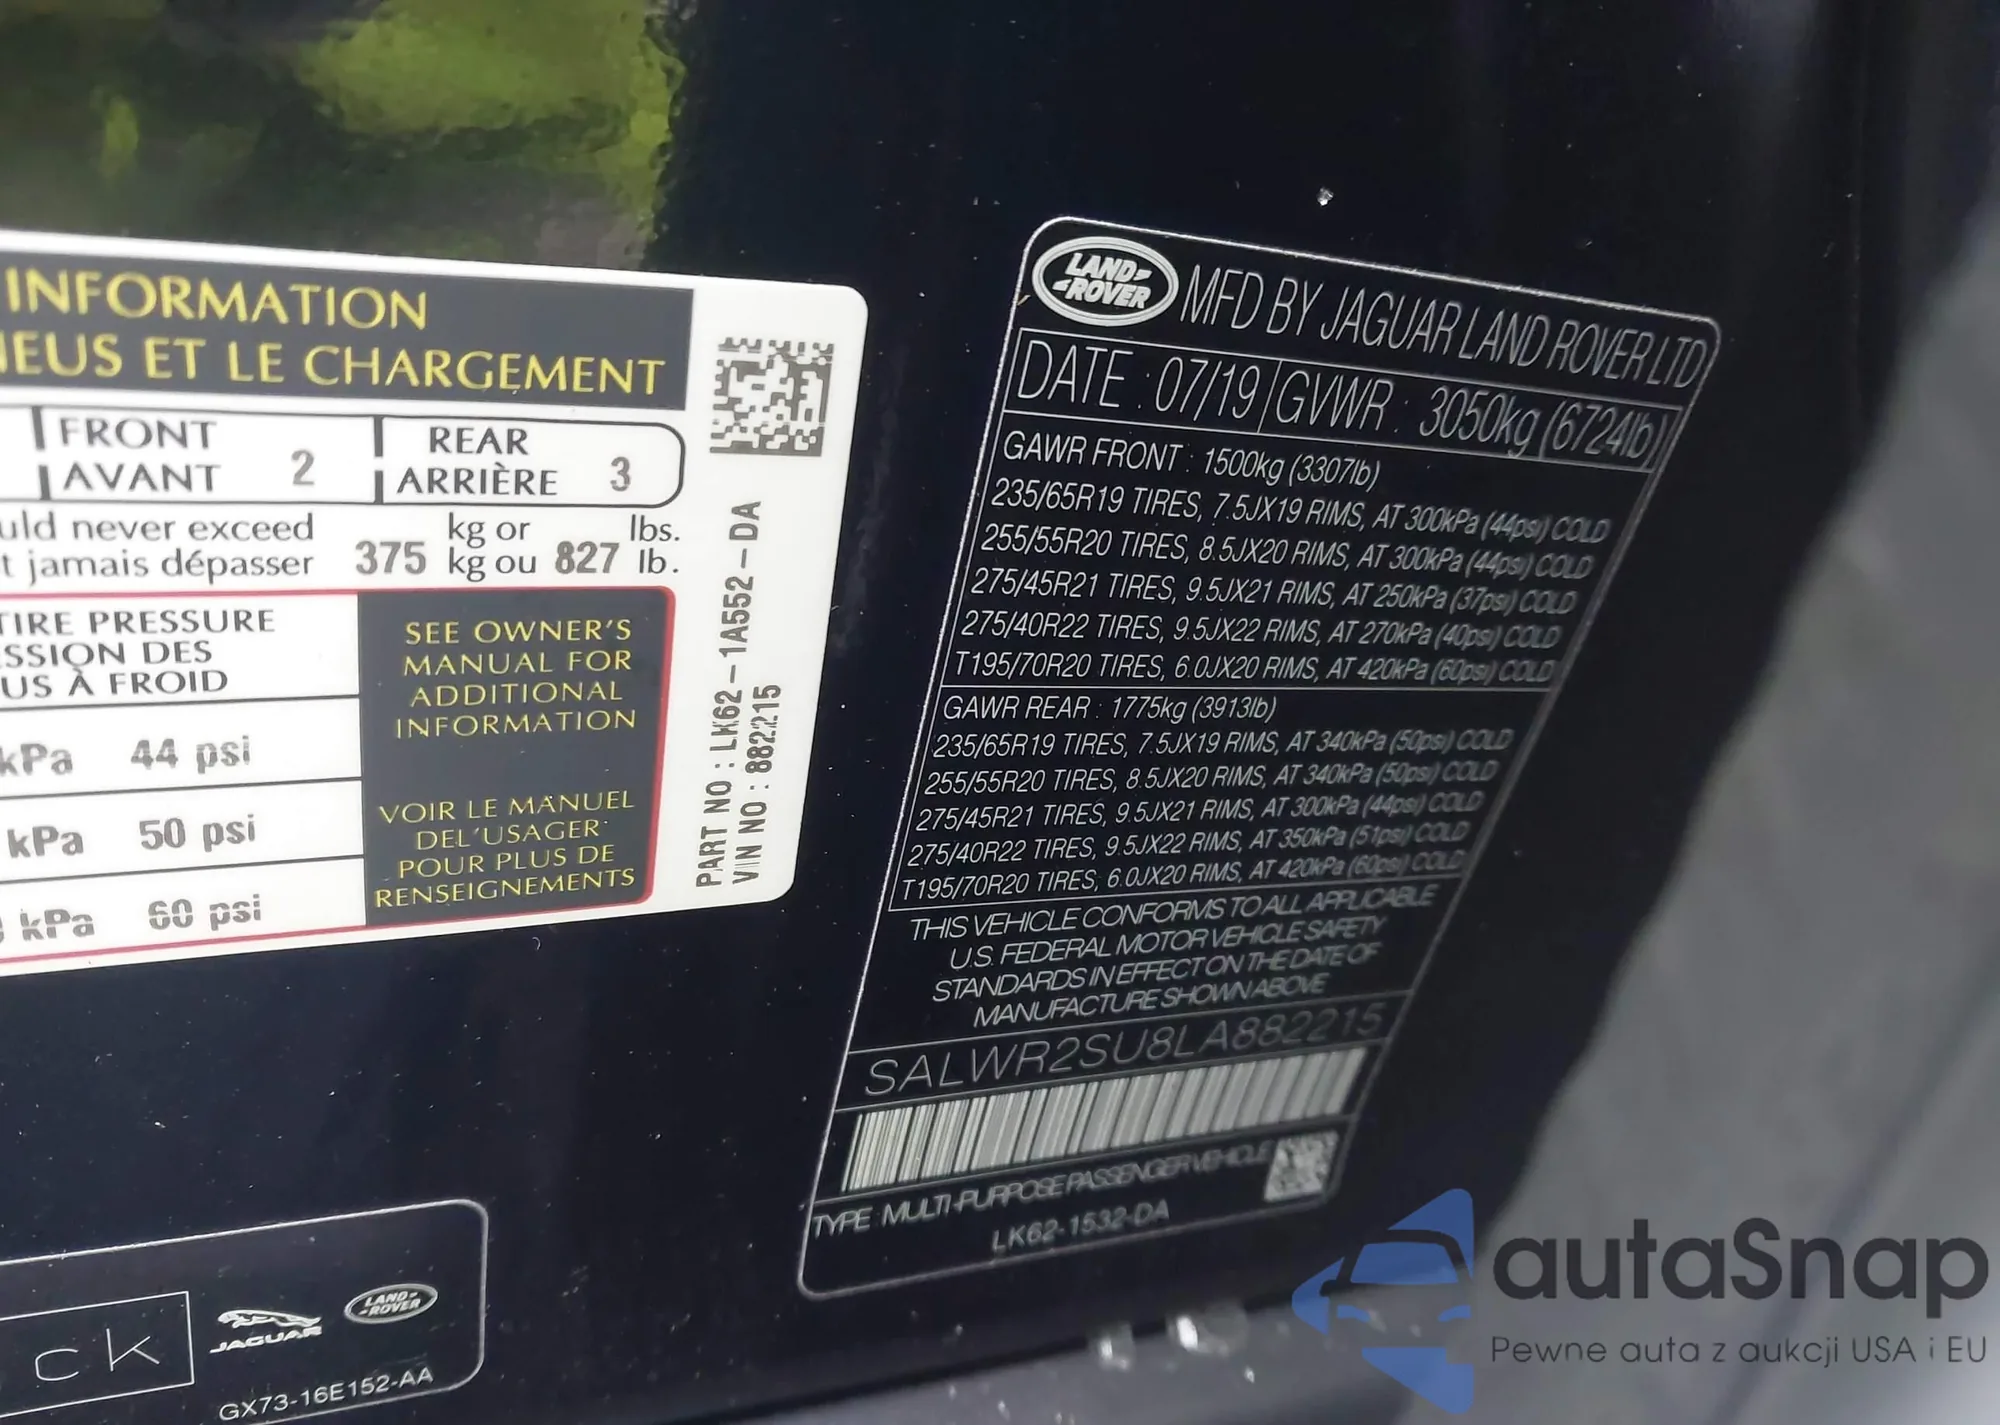 INFORMATION
NEUS ET LE CHARGEMENT
FRONT
AVANT 2
REAR
ARRIÈRE 3
uld never exceed 375 kg or 827 lbs.
t jamais dépasser kg ou lb.
TIRE PRESSURE
SSION DES
US À FROID
kPa 44 psi
kPa 50 psi
kPa 60 psi
SEE OWNER'S
MANUAL FOR
ADDITIONAL
INFORMATION
VOIR LE MANUEL
DEL'USAGER
POUR PLUS DE
RENSEIGNEMENTS
PART NO : LK62-1A552-DA
VIN NO : 882215
LAND-
-ROVER
MFD BY JAGUAR LAND ROVER LTD
DATE : 07/19 GVWR : 3050kg (6724lb)
GAWR FRONT : 1500kg (3307lb)
235/65R19 TIRES, 7.5JX19 RIMS, AT 300kPa (44psi) COLD
255/55R20 TIRES, 8.5JX20 RIMS, AT 300kPa (44psi) COLD
275/45R21 TIRES, 9.5JX21 RIMS, AT 250kPa (37psi) COLD
275/40R22 TIRES, 9.5JX22 RIMS, AT 270kPa (40psi) COLD
T195/70R20 TIRES, 6.0JX20 RIMS, AT 420kPa (60psi) COLD
GAWR REAR : 1775kg (3913lb)
235/65R19 TIRES, 7.5JX19 RIMS, AT 340kPa (50psi) COLD
255/55R20 TIRES, 8.5JX20 RIMS, AT 340kPa (50psi) COLD
275/45R21 TIRES, 9.5JX21 RIMS, AT 300kPa (44psi) COLD
275/40R22 TIRES, 9.5JX22 RIMS, AT 350kPa (51psi) COLD
T195/70R20 TIRES, 6.0JX20 RIMS, AT 420kPa (60psi) COLD
THIS VEHICLE CONFORMS TO ALL APPLICABLE
U.S. FEDERAL MOTOR VEHICLE SAFETY
STANDARDS IN EFFECT ON THE DATE OF
MANUFACTURE SHOWN ABOVE
SALWR2SU8LA882215
TYPE : MULTI-PURPOSE PASSENGER VEHICLE
LK62-1532-DA
ck
JAGUAR
LAND-
-ROVER
GX73-16E152-AA
autaSnap
Pewne auta z aukcji USA i EU